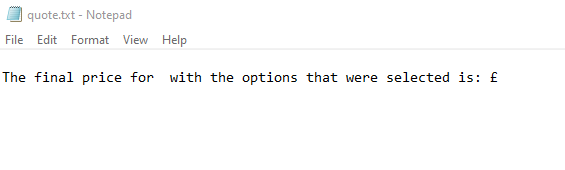 quote.txt - Notepad
File Edit Format View Help
The final price for  with the options that were selected is: £